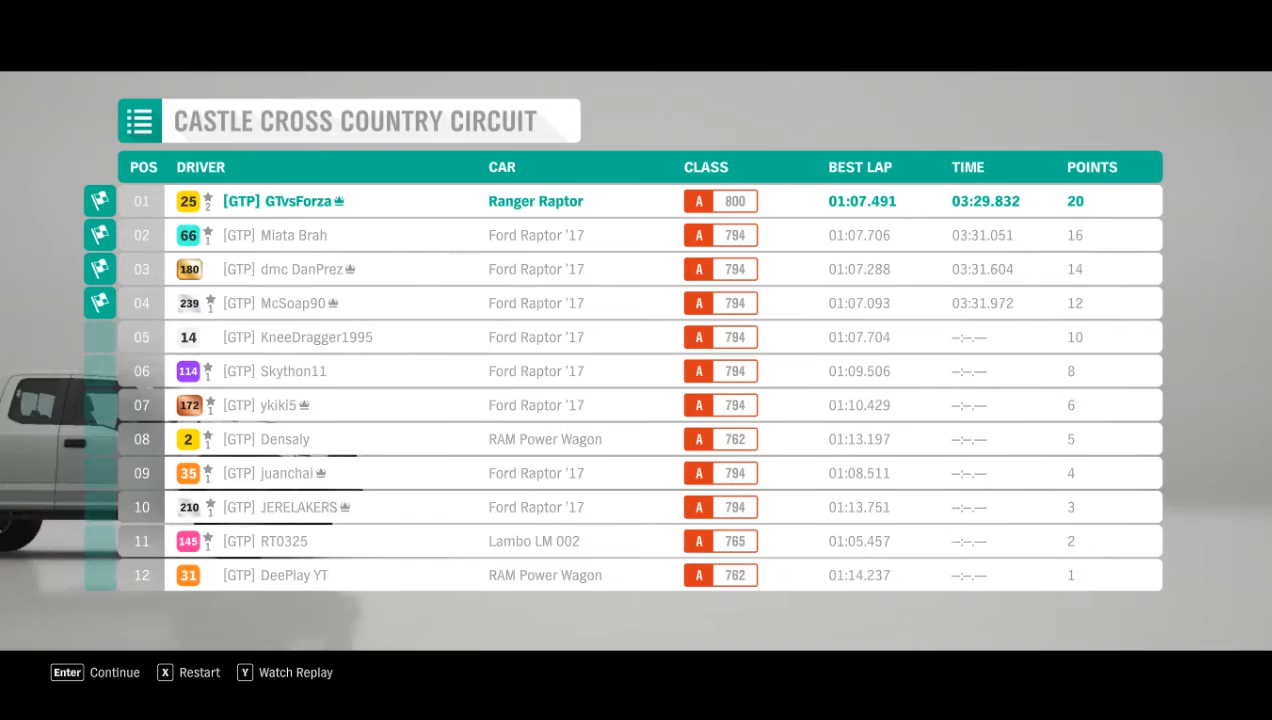 CASTLE CROSS COUNTRY CIRCUIT
POS DRIVER CAR CLASS BEST LAP TIME POINTS
01 25 2 [GTP] GTvsForza Ranger Raptor A 800 01:07.491 03:29.832 20
02 66 1 [GTP] Miata Brah Ford Raptor '17 A 794 01:07.706 03:31.051 16
03 180 [GTP] dmc DanPrez Ford Raptor '17 A 794 01:07.288 03:31.604 14
04 239 1 [GTP] McSoap90 Ford Raptor '17 A 794 01:07.093 03:31.972 12
05 14 [GTP] KneeDragger1995 Ford Raptor '17 A 794 01:07.704 --:--.--- 10
06 114 1 [GTP] Skython11 Ford Raptor '17 A 794 01:09.506 --:--.--- 8
07 172 1 [GTP] ykiki5 Ford Raptor '17 A 794 01:10.429 --:--.--- 6
08 2 1 [GTP] Densaly RAM Power Wagon A 762 01:13.197 --:--.--- 5
09 35 1 [GTP] juanchai Ford Raptor '17 A 794 01:08.511 --:--.--- 4
10 210 1 [GTP] JERELAKERS Ford Raptor '17 A 794 01:13.751 --:--.--- 3
11 145 1 [GTP] RT0325 Lambo LM 002 A 765 01:05.457 --:--.--- 2
12 31 [GTP] DeePlay YT RAM Power Wagon A 762 01:14.237 --:--.--- 1
Enter Continue X Restart Y Watch Replay